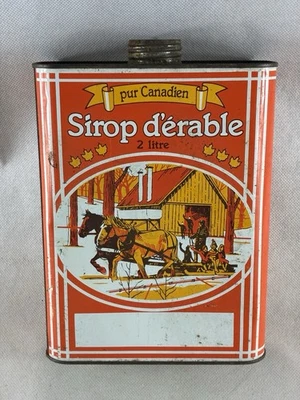 pur Canadien
Sirop d'érable
2 litre